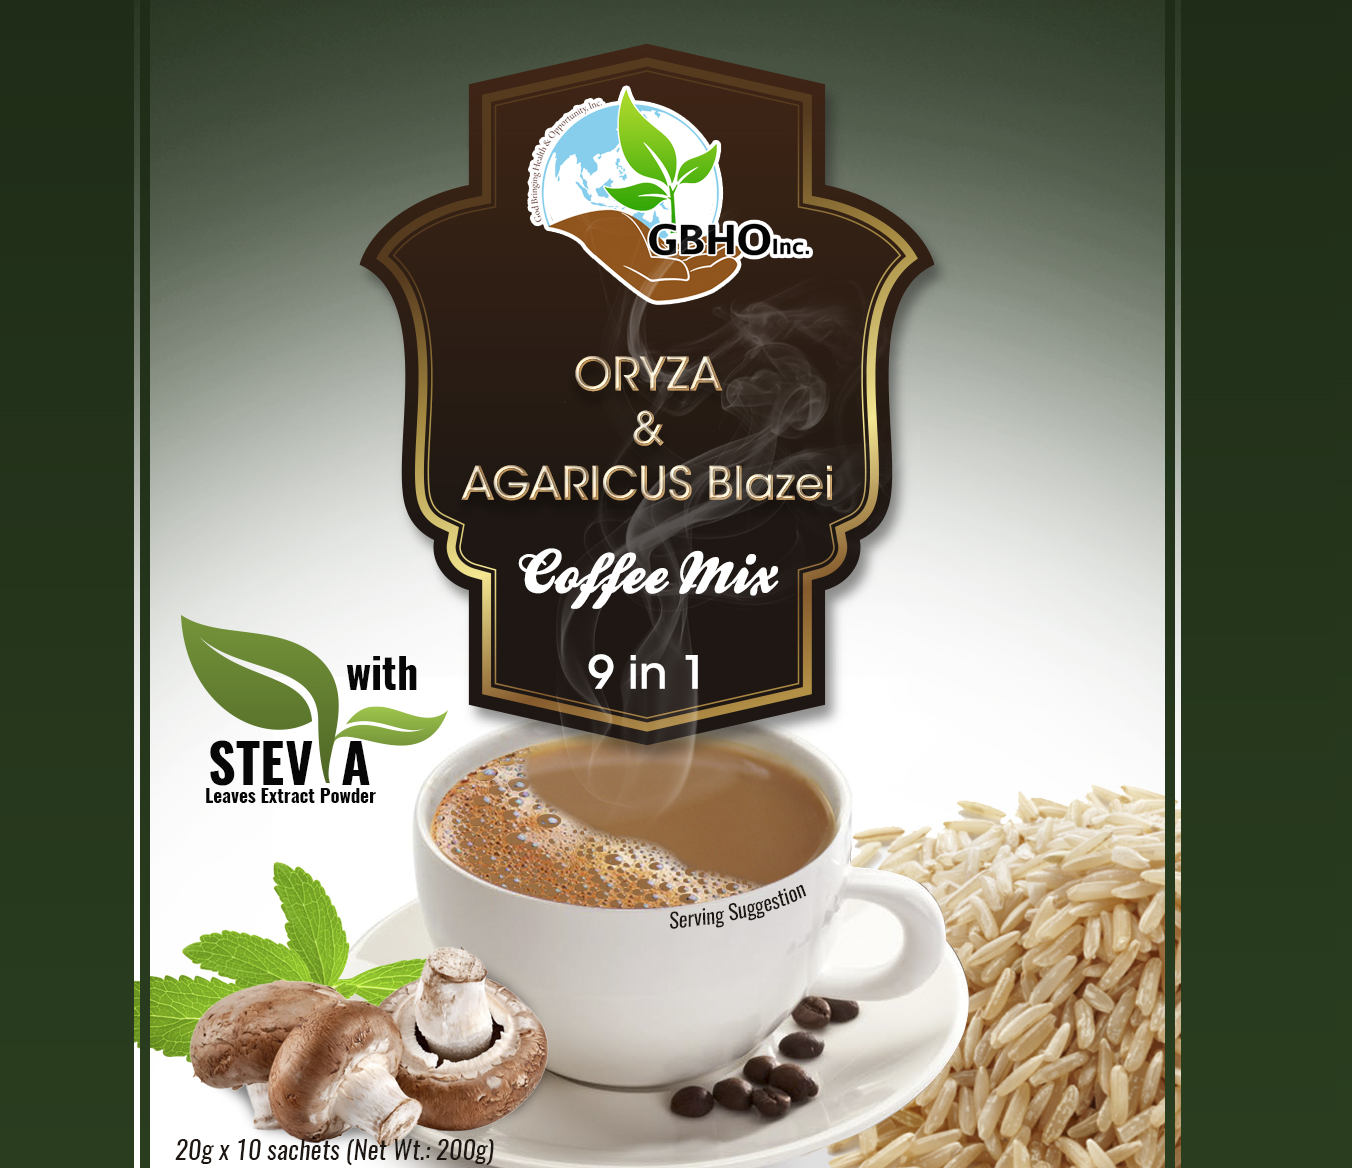 God Bringing Health & Opportunity, Inc.
GBHO Inc.
ORYZA
&
AGARICUS Blazei
Coffee Mix
9 in 1
with
STEVIA
Leaves Extract Powder
Serving Suggestion
20g x 10 sachets (Net Wt.: 200g)